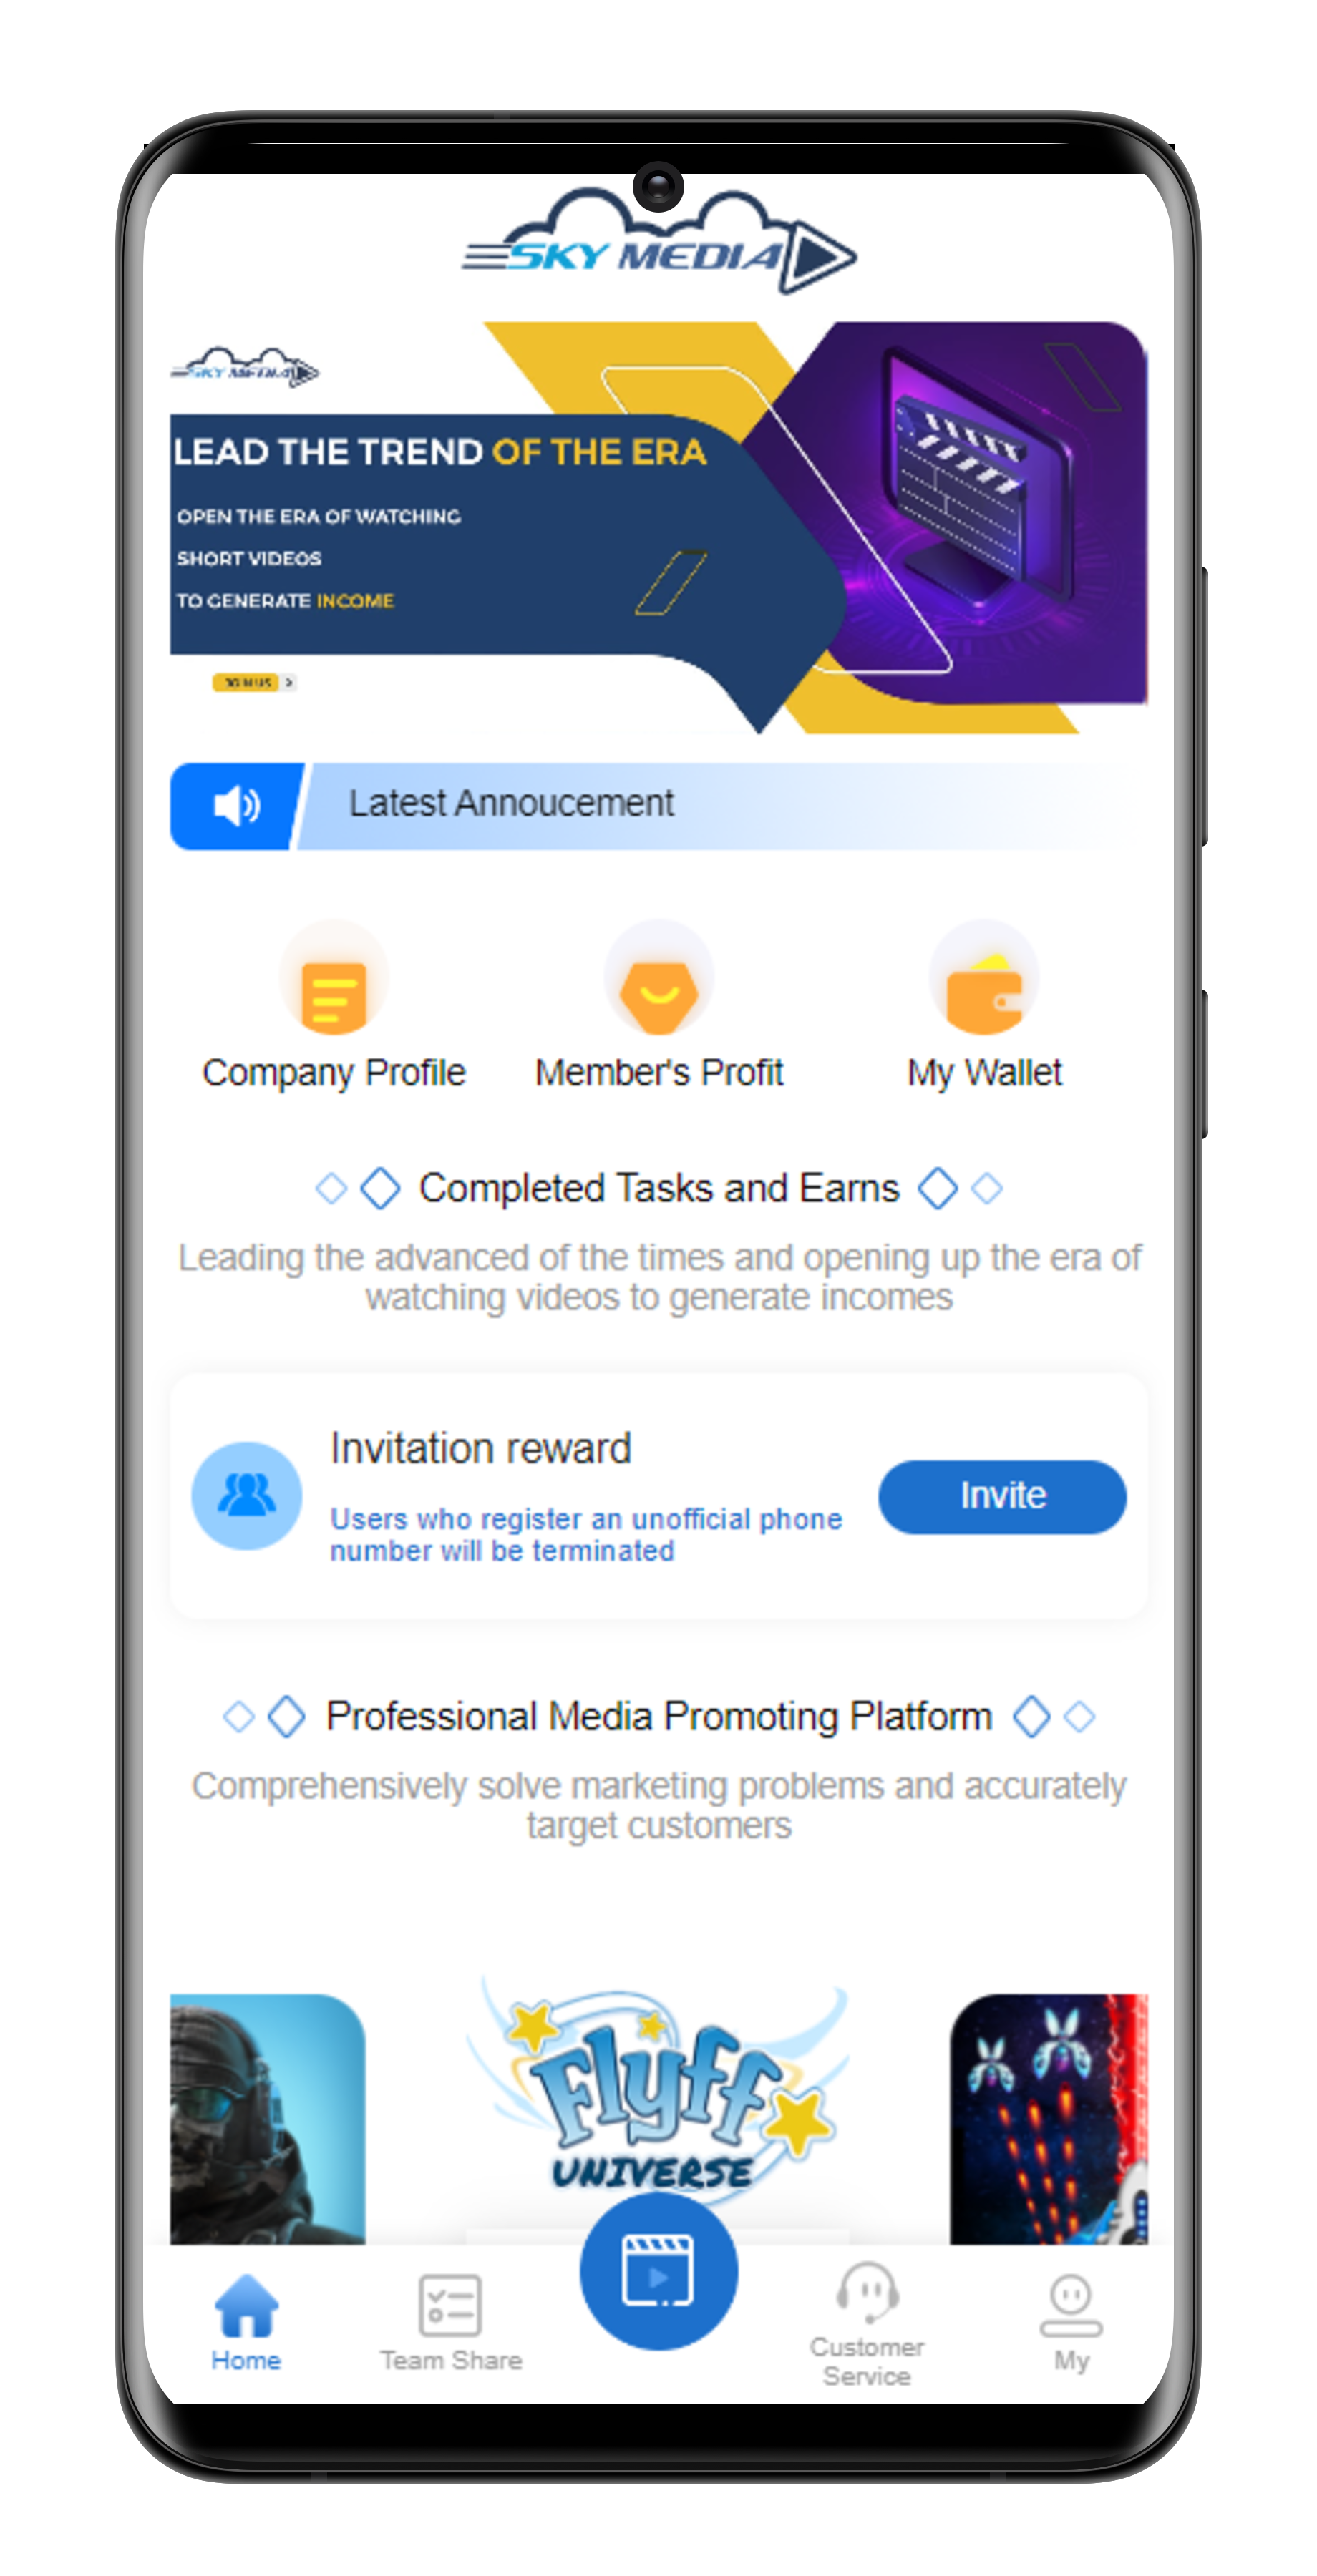 SKY MEDIA
SKY MEDIA
LEAD THE TREND OF THE ERA
OPEN THE ERA OF WATCHING
SHORT VIDEOS
TO GENERATE INCOME
JOIN US >
Latest Annoucement
Company Profile
Member's Profit
My Wallet
Completed Tasks and Earns
Leading the advanced of the times and opening up the era of
watching videos to generate incomes
Invitation reward
Users who register an unofficial phone
number will be terminated
Invite
Professional Media Promoting Platform
Comprehensively solve marketing problems and accurately
target customers
Flyff
UNIVERSE
Home
Team Share
Customer
Service
My